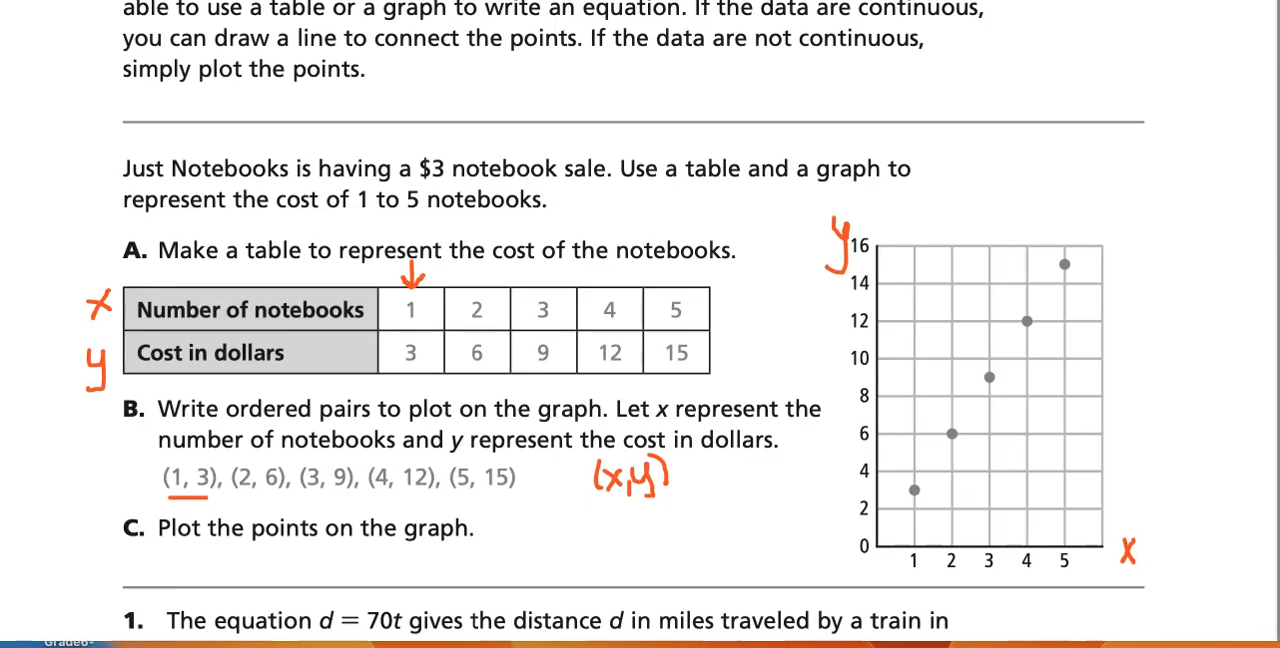 able to use a table or a graph to write an equation. If the data are continuous,
you can draw a line to connect the points. If the data are not continuous,
simply plot the points.
Just Notebooks is having a $3 notebook sale. Use a table and a graph to
represent the cost of 1 to 5 notebooks.
A. Make a table to represent the cost of the notebooks.
x Number of notebooks 1 2 3 4 5
y Cost in dollars 3 6 9 12 15
B. Write ordered pairs to plot on the graph. Let x represent the
number of notebooks and y represent the cost in dollars.
(1, 3), (2, 6), (3, 9), (4, 12), (5, 15) (x,y)
C. Plot the points on the graph.
y
16
14
12
10
8
6
4
2
0
1 2 3 4 5 x
1. The equation d = 70t gives the distance d in miles traveled by a train in
Grade6-